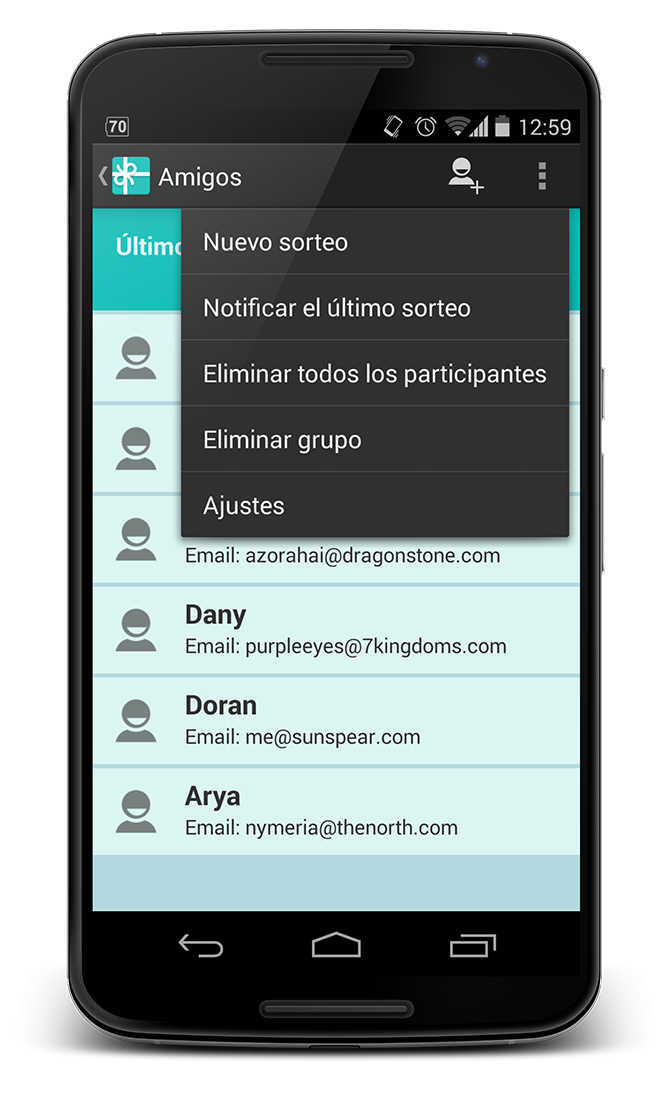 70
12:59
Amigos
Nuevo sorteo
Notificar el último sorteo
Eliminar todos los participantes
Eliminar grupo
Ajustes
Email: azorahai@dragonstone.com
Dany
Email: purpleeyes@7kingdoms.com
Doran
Email: me@sunspear.com
Arya
Email: nymeria@thenorth.com